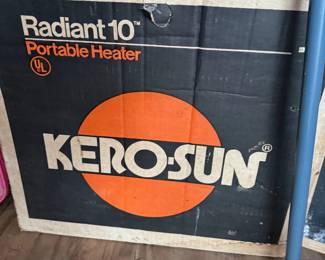 Radiant 10™
Portable Heater
UL
KERO-SUN®